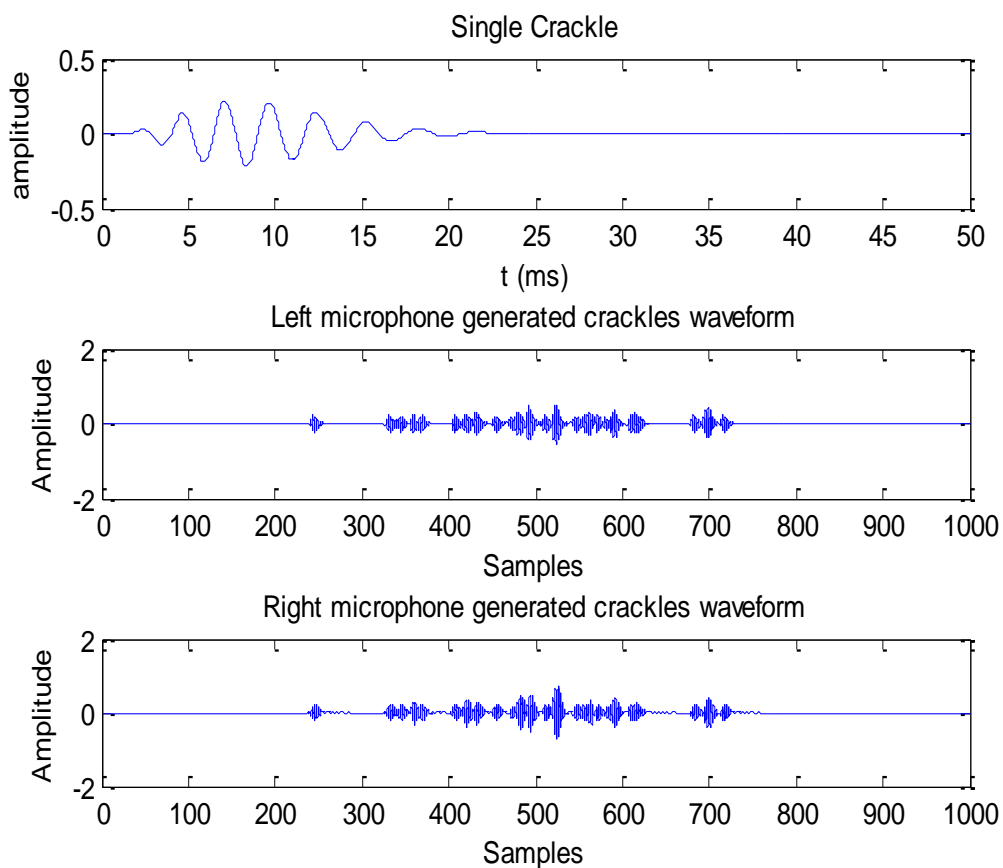 Single Crackle
0.5
0
-0.5
amplitude
0 5 10 15 20 25 30 35 40 45 50
t (ms)
Left microphone generated crackles waveform
2
0
-2
Amplitude
0 100 200 300 400 500 600 700 800 900 1000
Samples
Right microphone generated crackles waveform
2
0
-2
Amplitude
0 100 200 300 400 500 600 700 800 900 1000
Samples